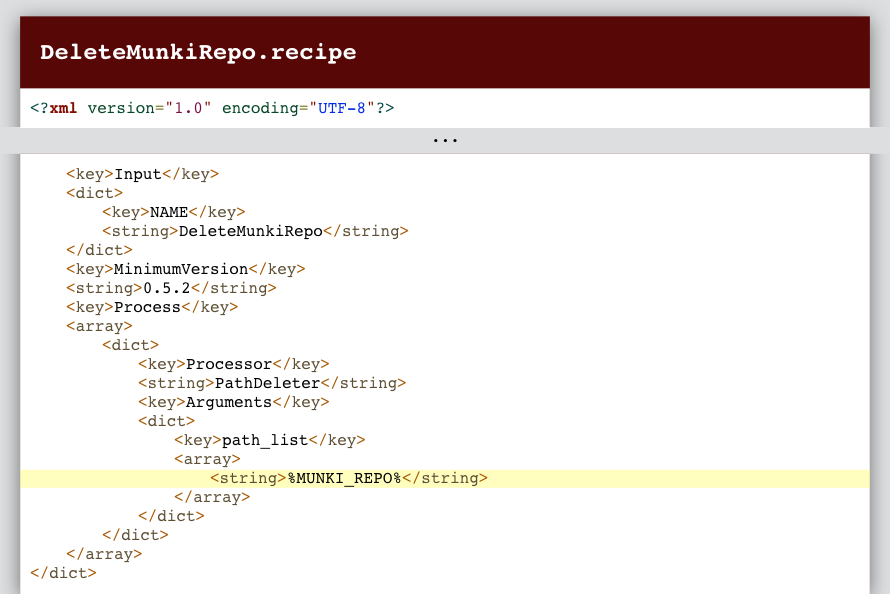 DeleteMunkiRepo.recipe
<?xml version="1.0" encoding="UTF-8"?>
...
<key>Input</key>
<dict>
<key>NAME</key>
<string>DeleteMunkiRepo</string>
</dict>
<key>MinimumVersion</key>
<string>0.5.2</string>
<key>Process</key>
<array>
<dict>
<key>Processor</key>
<string>PathDeleter</string>
<key>Arguments</key>
<dict>
<key>path_list</key>
<array>
<string>%MUNKI_REPO%</string>
</array>
</dict>
</dict>
</array>
</dict>